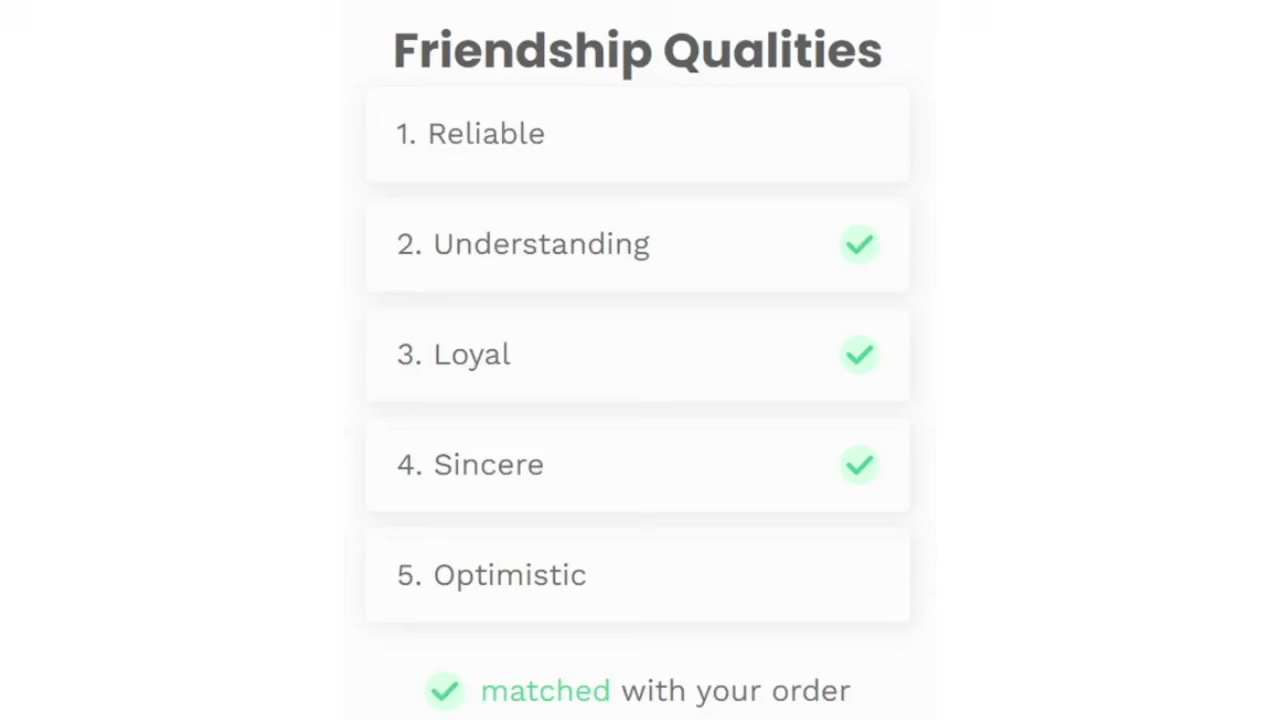 Friendship Qualities
1. Reliable
2. Understanding
3. Loyal
4. Sincere
5. Optimistic
matched with your order